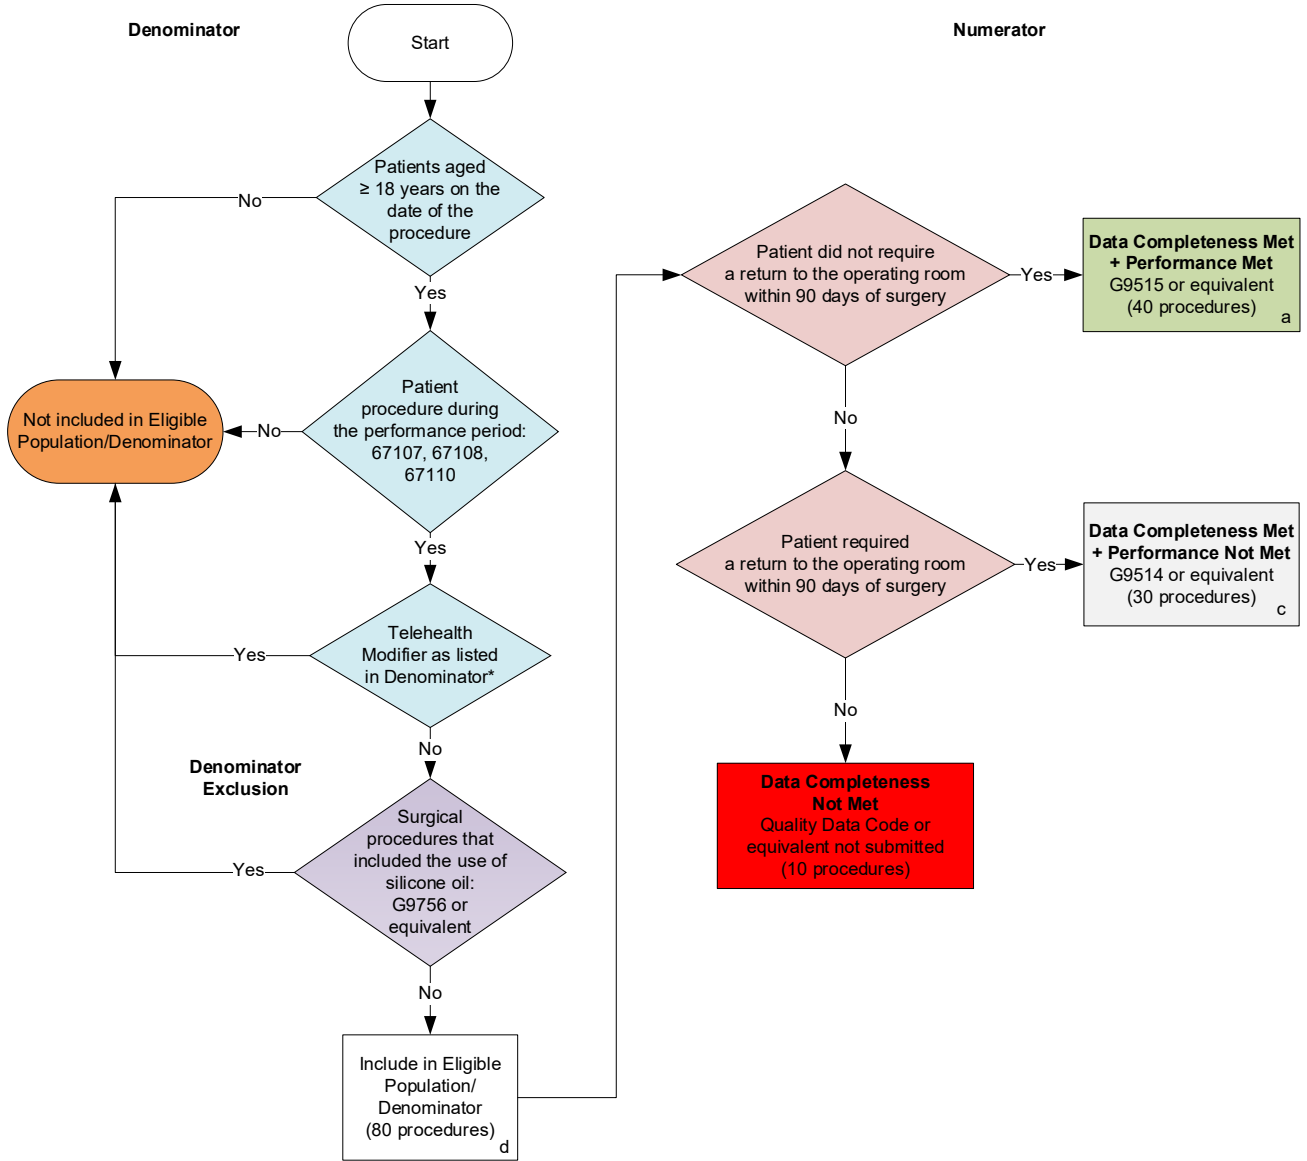 Denominator
Start
Patients aged
≥ 18 years on the
date of the
procedure
No
Yes
Patient
procedure during
the performance period:
67107, 67108,
67110
No
Not included in Eligible
Population/Denominator
Yes
Telehealth
Modifier as listed
in Denominator*
Yes
No
Denominator
Exclusion
Surgical
procedures that
included the use of
silicone oil:
G9756 or
equivalent
Yes
No
Include in Eligible
Population/
Denominator
(80 procedures)
d
Numerator
Patient did not require
a return to the operating room
within 90 days of surgery
Yes
Data Completeness Met
+ Performance Met
G9515 or equivalent
(40 procedures)
a
No
Patient required
a return to the operating room
within 90 days of surgery
Yes
Data Completeness Met
+ Performance Not Met
G9514 or equivalent
(30 procedures)
c
No
Data Completeness
Not Met
Quality Data Code or
equivalent not submitted
(10 procedures)